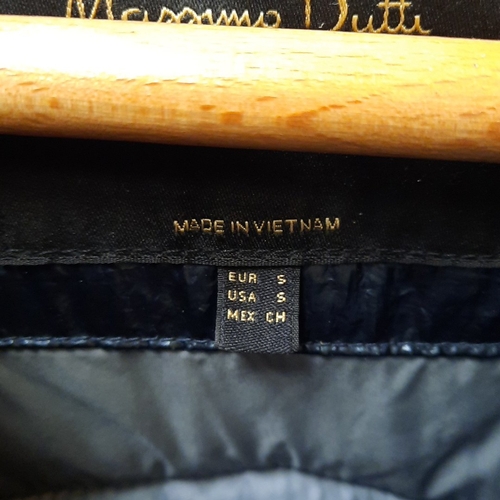 Massimo Dutti
MADE IN VIETNAM
EUR S
USA S
MEX CH